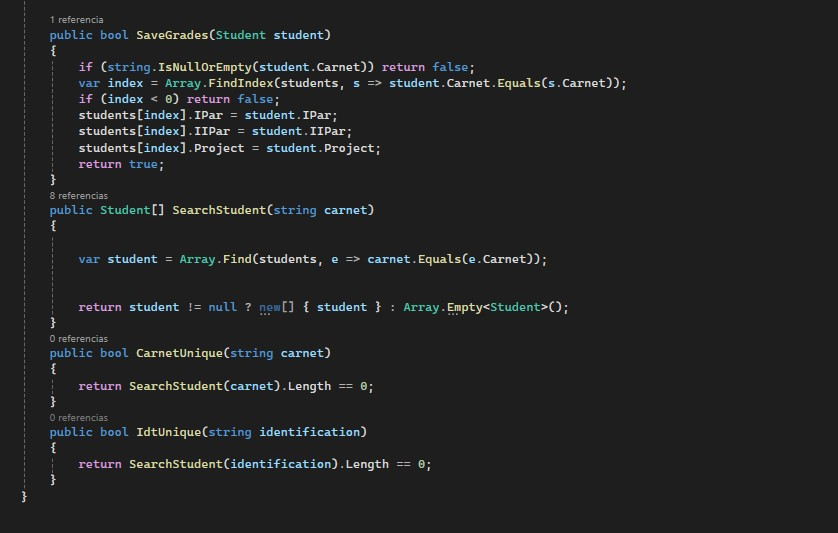 1 referencia
public bool SaveGrades(Student student)
{
if (string.IsNullOrEmpty(student.Carnet)) return false;
var index = Array.FindIndex(students, s => student.Carnet.Equals(s.Carnet));
if (index < 0) return false;
students[index].IPar = student.IPar;
students[index].IIPar = student.IIPar;
students[index].Project = student.Project;
return true;
}
8 referencias
public Student[] SearchStudent(string carnet)
{
var student = Array.Find(students, e => carnet.Equals(e.Carnet));
return student != null ? new[] { student } : Array.Empty<Student>();
}
0 referencias
public bool CarnetUnique(string carnet)
{
return SearchStudent(carnet).Length == 0;
}
0 referencias
public bool IdtUnique(string identification)
{
return SearchStudent(identification).Length == 0;
}
}